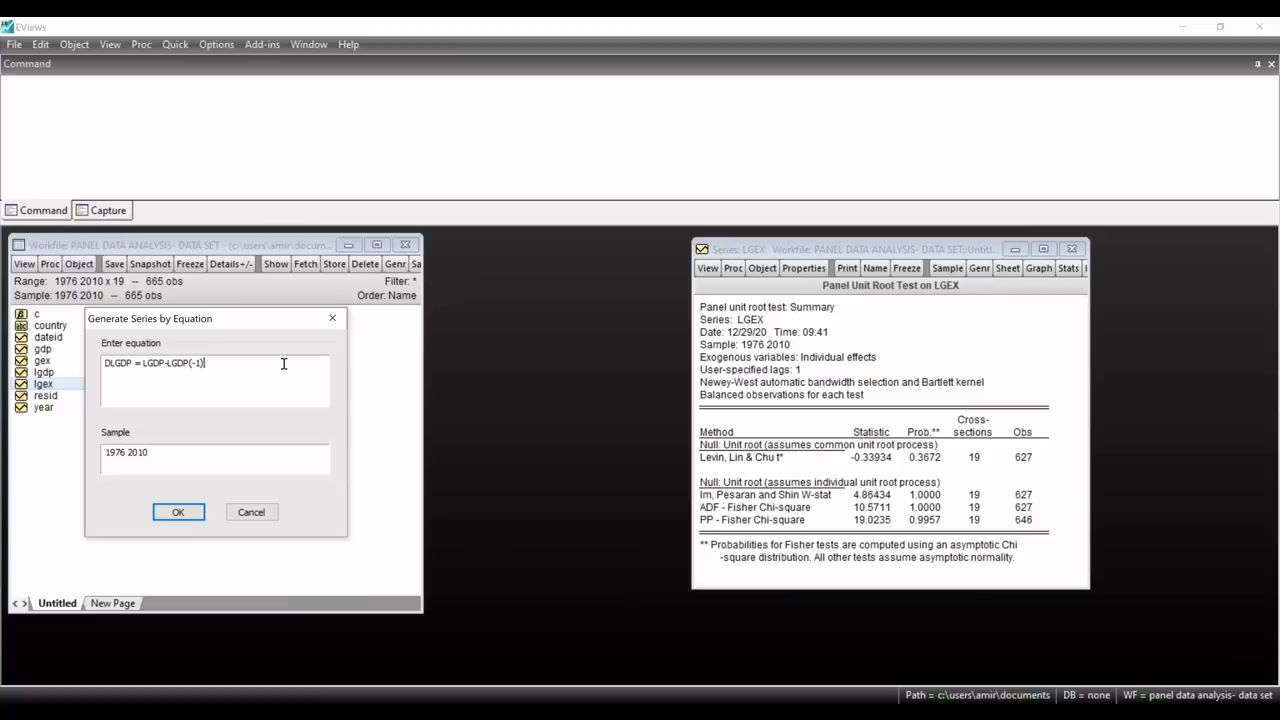 EViews
File Edit Object View Proc Quick Options Add-ins Window Help
Command
Command Capture
Workfile: PANEL DATA ANALYSIS- DATA SET - (c:\users\amir\docum...
View Proc Object Save Snapshot Freeze Details+/- Show Fetch Store Delete Genr Sa
Range: 1976 2010 x 19 -- 665 obs Filter: *
Sample: 1976 2010 -- 665 obs Order: Name
c
country
dateid
gdp
gex
lgdp
lgex
resid
year
Generate Series by Equation
Enter equation
DLGDP = LGDP-LGDP(-1)
Sample
1976 2010
OK Cancel
< > Untitled New Page
Series: LGEX Workfile: PANEL DATA ANALYSIS- DATA SET::Untitl...
View Proc Object Properties Print Name Freeze Sample Genr Sheet Graph Stats
Panel Unit Root Test on LGEX
Panel unit root test: Summary
Series: LGEX
Date: 12/29/20 Time: 09:41
Sample: 1976 2010
Exogenous variables: Individual effects
User-specified lags: 1
Newey-West automatic bandwidth selection and Bartlett kernel
Balanced observations for each test
Cross-
Method Statistic Prob.** sections Obs
Null: Unit root (assumes common unit root process)
Levin, Lin & Chu t* -0.33934 0.3672 19 627
Null: Unit root (assumes individual unit root process)
Im, Pesaran and Shin W-stat 4.86434 1.0000 19 627
ADF - Fisher Chi-square 10.5711 1.0000 19 627
PP - Fisher Chi-square 19.0235 0.9957 19 646
** Probabilities for Fisher tests are computed using an asymptotic Chi
-square distribution. All other tests assume asymptotic normality.
Path = c:\users\amir\documents DB = none WF = panel data analysis- data set